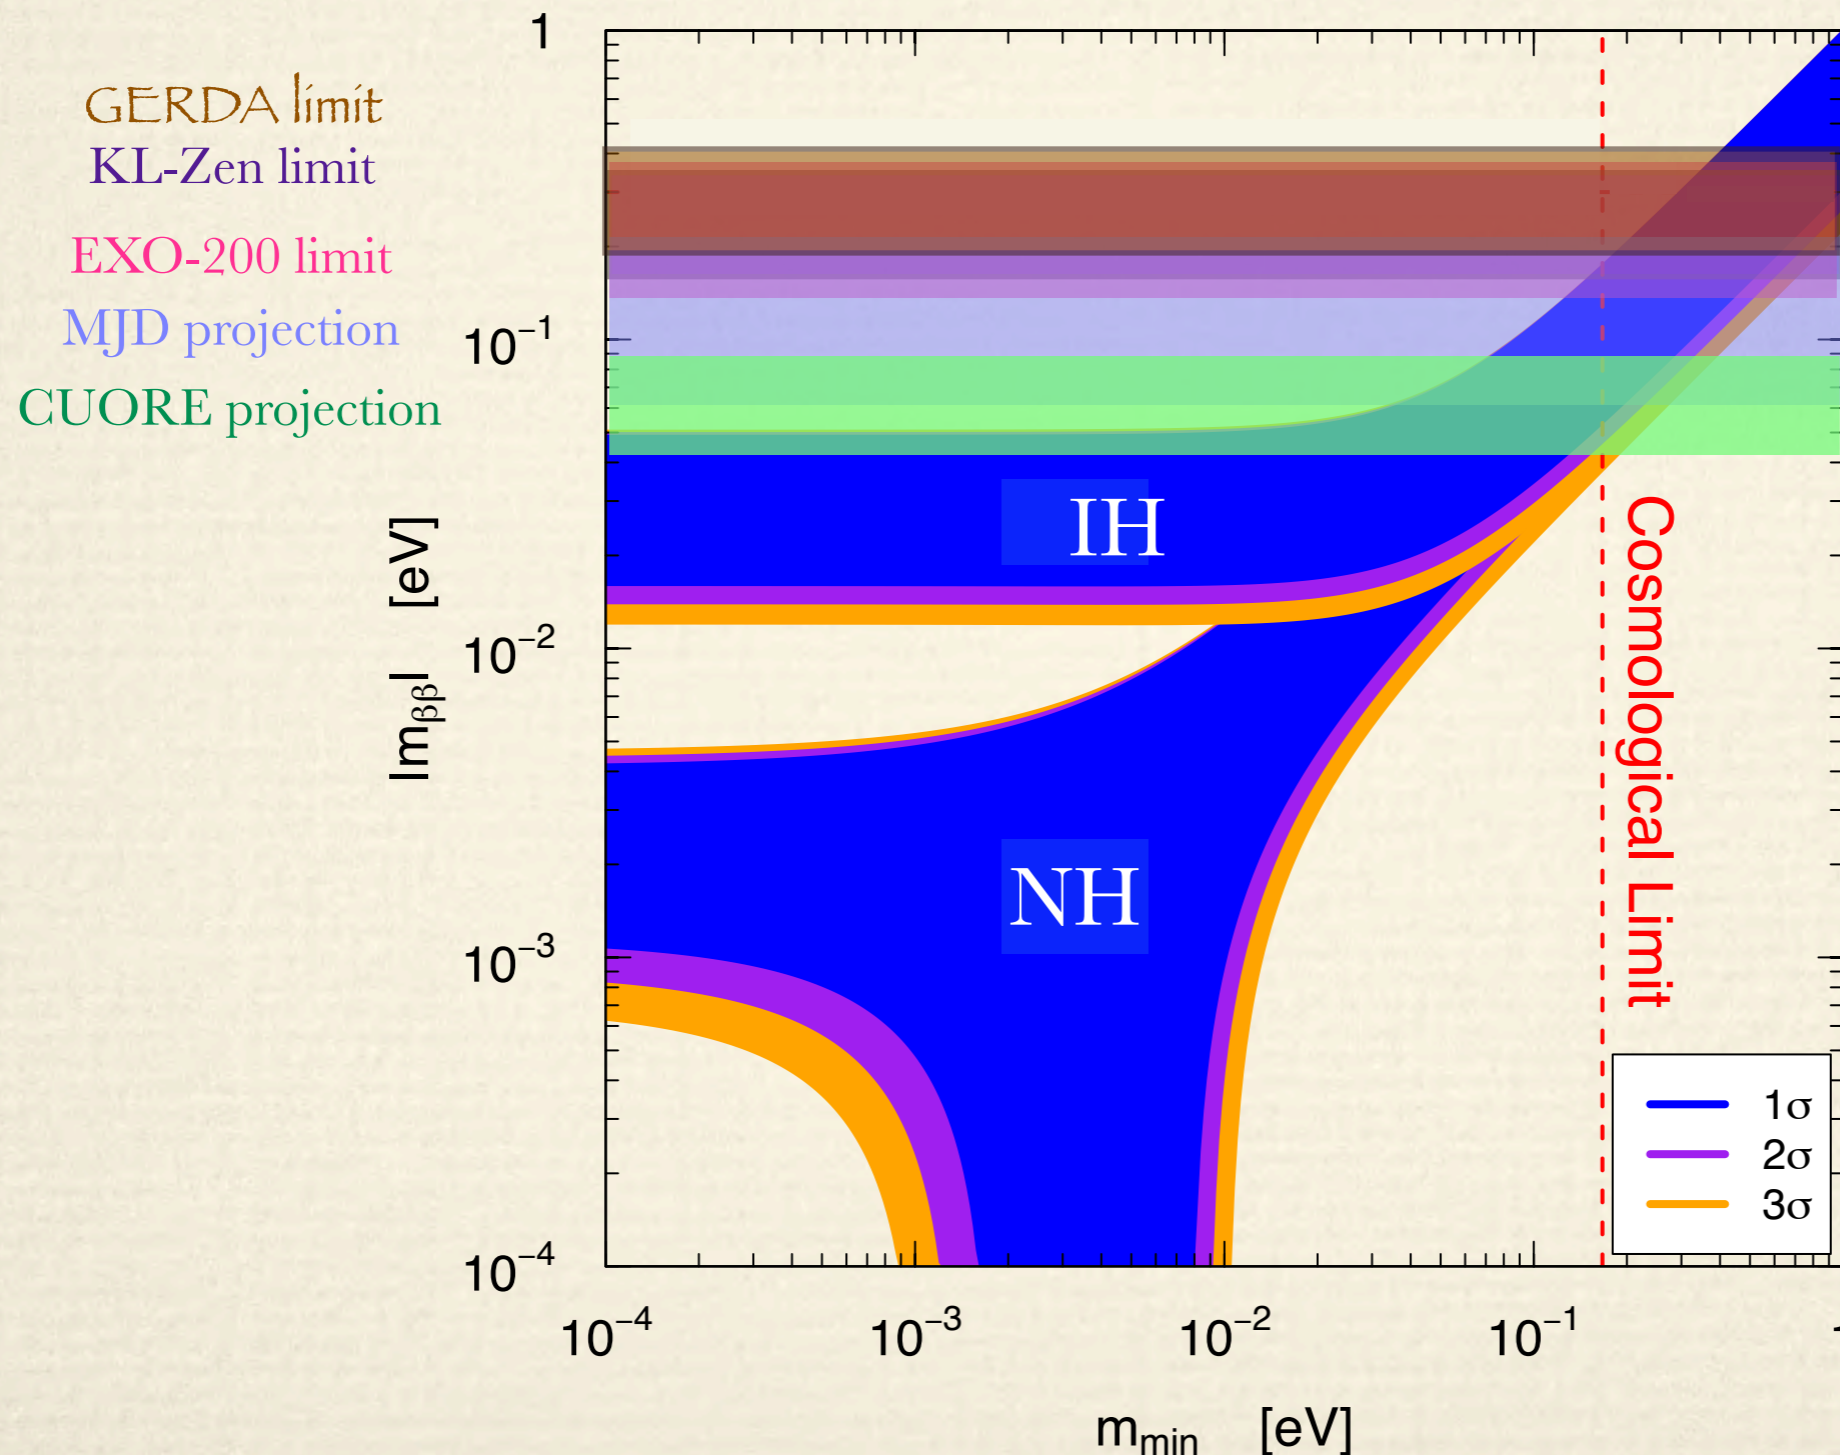 GERDA limit
KL-Zen limit
EXO-200 limit
MJD projection
CUORE projection
|mββ| [eV]
1
10⁻¹
10⁻²
10⁻³
10⁻⁴
IH
NH
Cosmological Limit
1σ
2σ
3σ
10⁻⁴ 10⁻³ 10⁻² 10⁻¹ 1
mmin [eV]